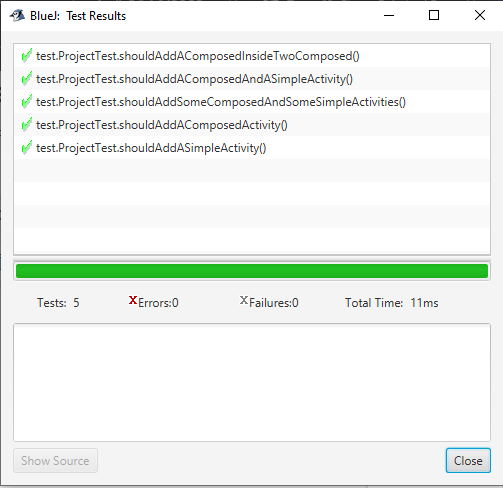 BlueJ: Test Results
test.ProjectTest.shouldAddAComposedInsideTwoComposed()
test.ProjectTest.shouldAddAComposedAndASimpleActivity()
test.ProjectTest.shouldAddSomeComposedAndSomeSimpleActivities()
test.ProjectTest.shouldAddAComposedActivity()
test.ProjectTest.shouldAddASimpleActivity()
Tests: 5 Errors:0 Failures:0 Total Time: 11ms
Show Source Close